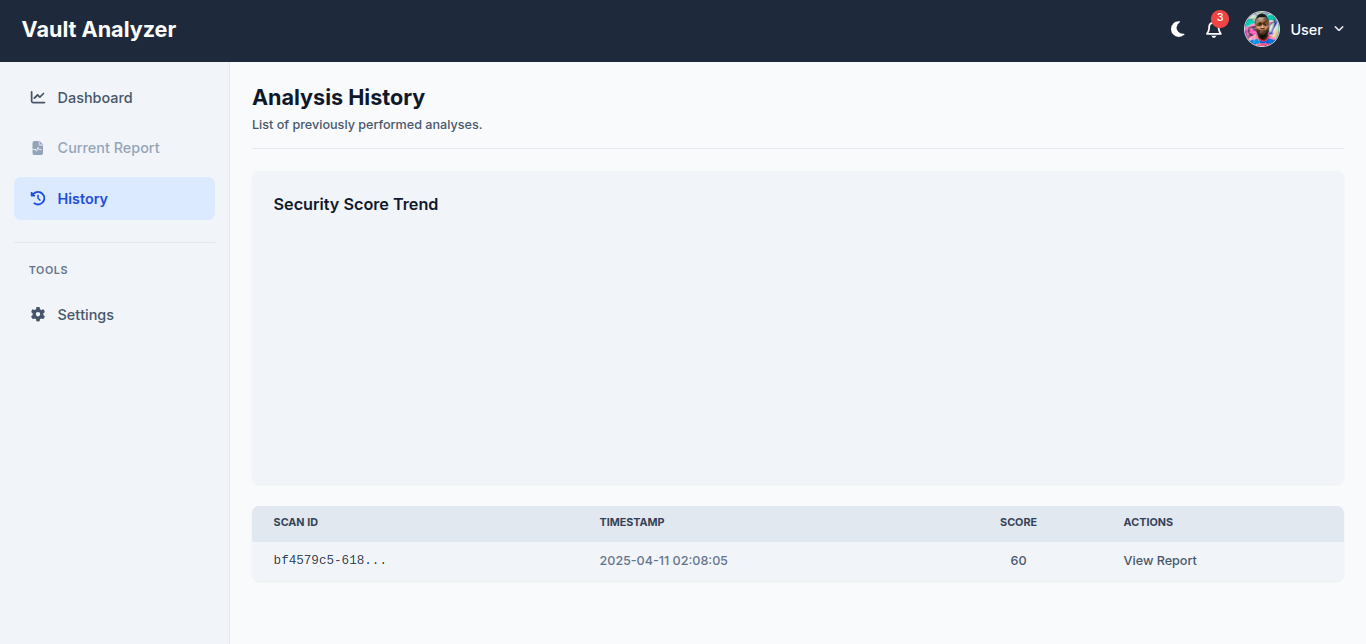 Vault Analyzer
3
User
Dashboard
Current Report
History
TOOLS
Settings
Analysis History
List of previously performed analyses.
Security Score Trend
SCAN ID TIMESTAMP SCORE ACTIONS
bf4579c5-618... 2025-04-11 02:08:05 60 View Report